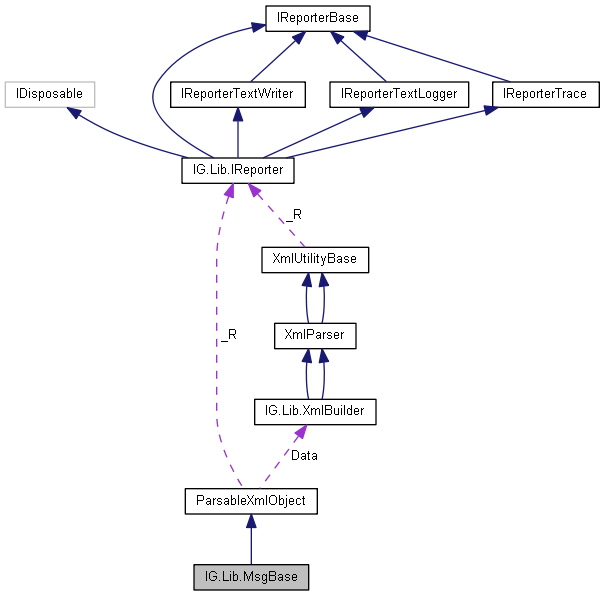 IReporterBase
IDisposable
IReporterTextWriter
IReporterTextLogger
IReporterTrace
IG.Lib.IReporter
_R
XmlUtilityBase
_R
XmlParser
IG.Lib.XmlBuilder
Data
ParsableXmlObject
IG.Lib.MsgBase